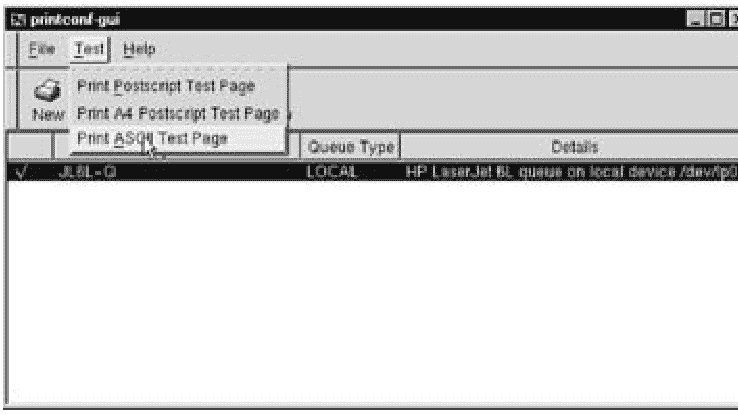 printconf-gui
File Test Help
Print Postscript Test Page
Print A4 Postscript Test Page
Print ASCII Test Page
New
Queue Type Details
√ LOCAL HP LaserJet 6L queue on local device /dev/lp0